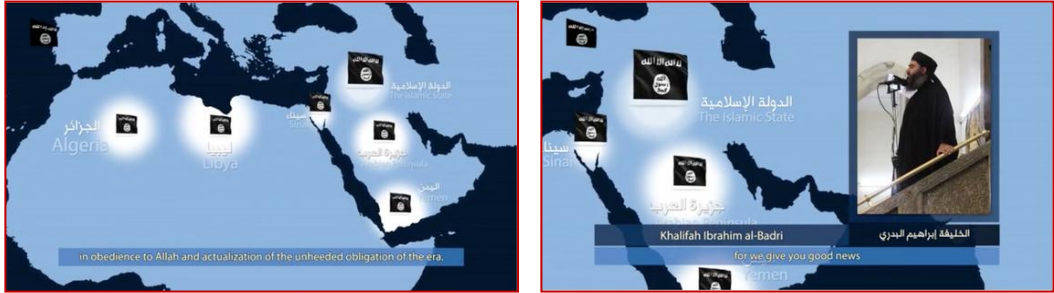 الدولة الإسلامية
The Islamic State
سيناء
Sinai
الجزائر
Algeria
ليبيا
Libya
جزيرة العرب
اليمن
Yemen
in obedience to Allah and actualization of the unheeded obligation of the era.
الدولة الإسلامية
The Islamic State
سينا
Sinai
جزيرة العرب
Peninsula
Khalifah Ibrahim al-Badri
الخليفة إبراهيم البدري
for we give you good news
Yemen